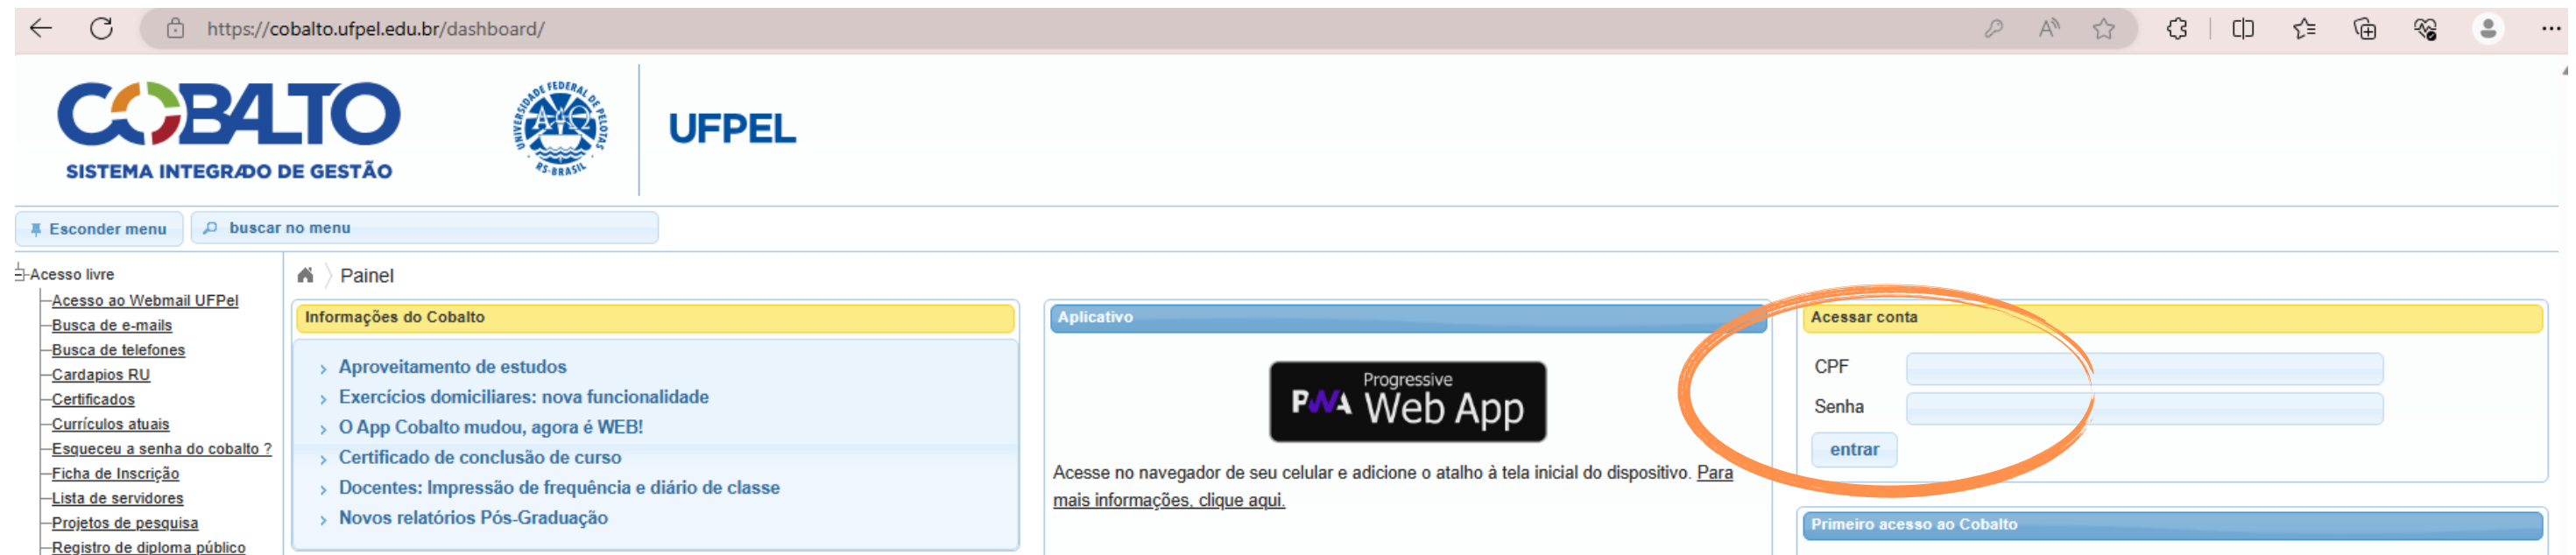 https://cobalto.ufpel.edu.br/dashboard/
COBALTO
SISTEMA INTEGRADO DE GESTÃO
UNIVERSIDADE FEDERAL DE PELOTAS
RS-BRASIL
UFPEL
Esconder menu
buscar no menu
Acesso livre
Acesso ao Webmail UFPel
Busca de e-mails
Busca de telefones
Cardapios RU
Certificados
Currículos atuais
Esqueceu a senha do cobalto ?
Ficha de Inscrição
Lista de servidores
Projetos de pesquisa
Registro de diploma público
Painel
Informações do Cobalto
Aproveitamento de estudos
Exercícios domiciliares: nova funcionalidade
O App Cobalto mudou, agora é WEB!
Certificado de conclusão de curso
Docentes: Impressão de frequência e diário de classe
Novos relatórios Pós-Graduação
Aplicativo
PWA Progressive
Web App
Acesse no navegador de seu celular e adicione o atalho à tela inicial do dispositivo. Para
mais informações, clique aqui.
Acessar conta
CPF
Senha
entrar
Primeiro acesso ao Cobalto